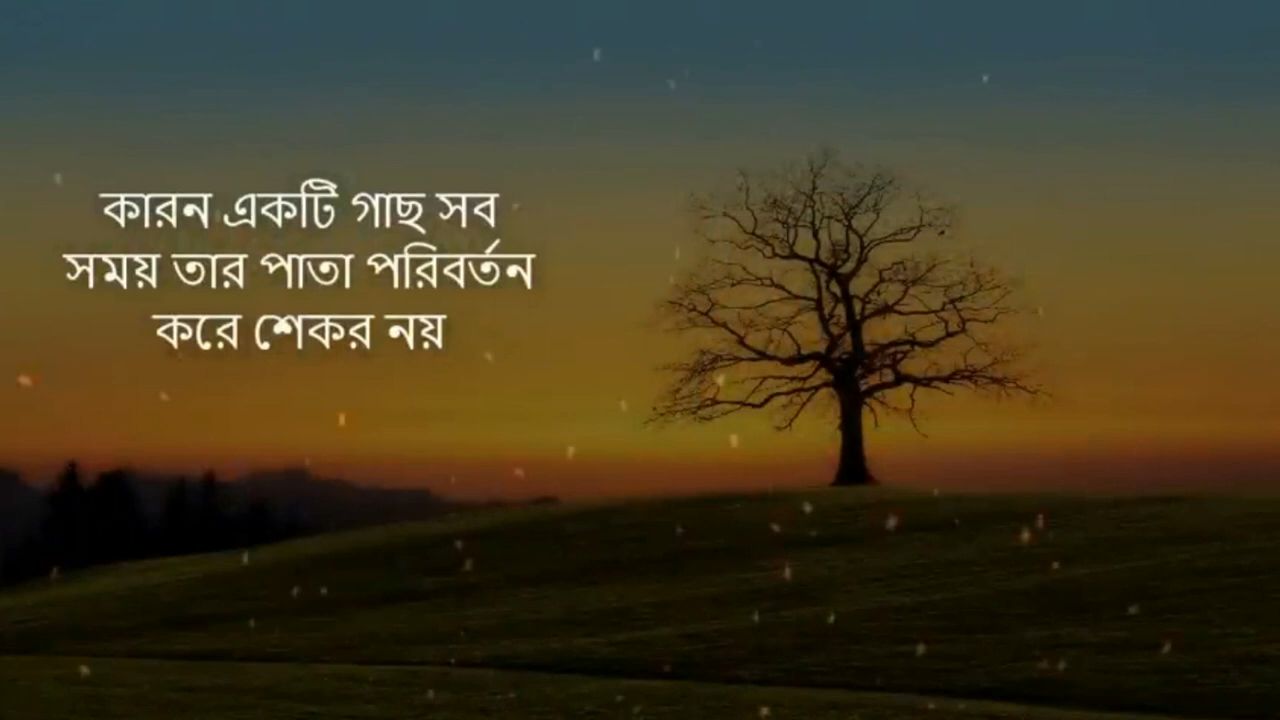 কারন একটি গাছ সব
সময় তার পাতা পরিবর্তন
করে শেকর নয়